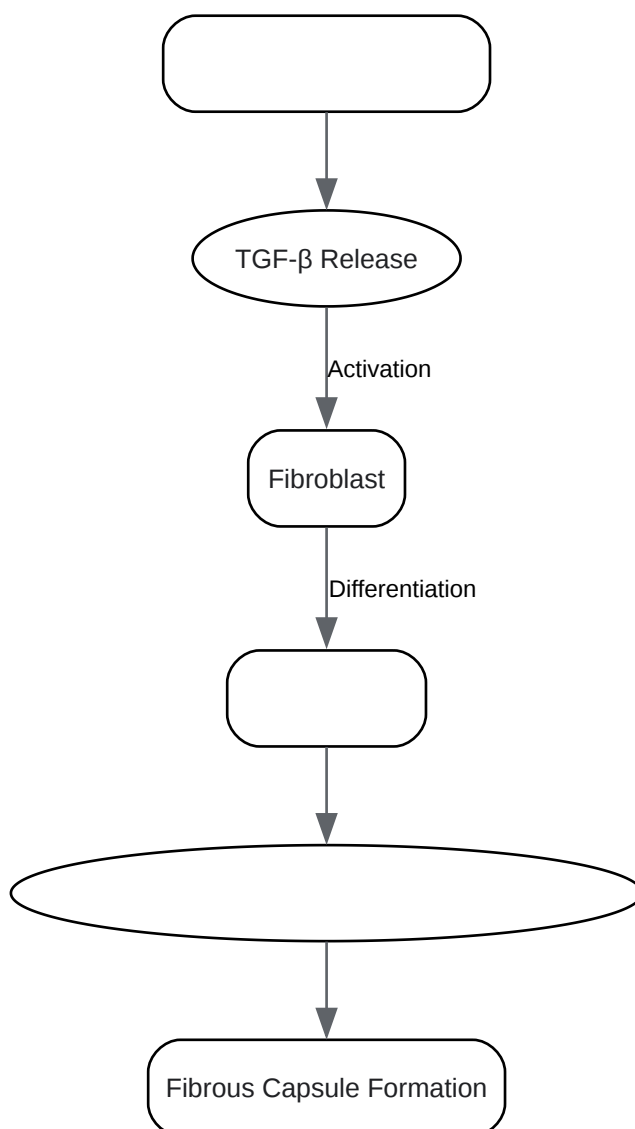 TGF-β Release
Activation
Fibroblast
Differentiation
Fibrous Capsule Formation